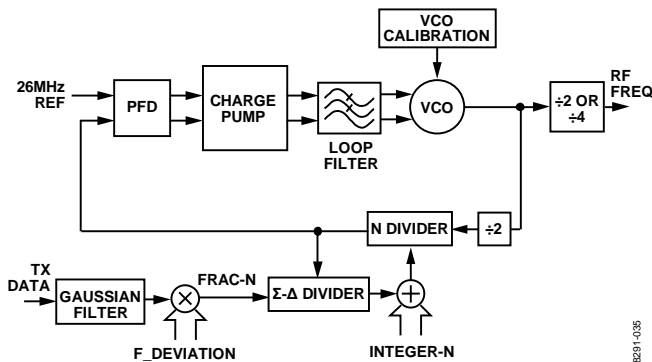 VCO
CALIBRATION
26MHz
REF
PFD
CHARGE
PUMP
LOOP
FILTER
VCO
÷2 OR
÷4
RF
FREQ
N DIVIDER
÷2
TX
DATA
GAUSSIAN
FILTER
×
FRAC-N
Σ-Δ DIVIDER
+
F_DEVIATION
INTEGER-N
8291-035